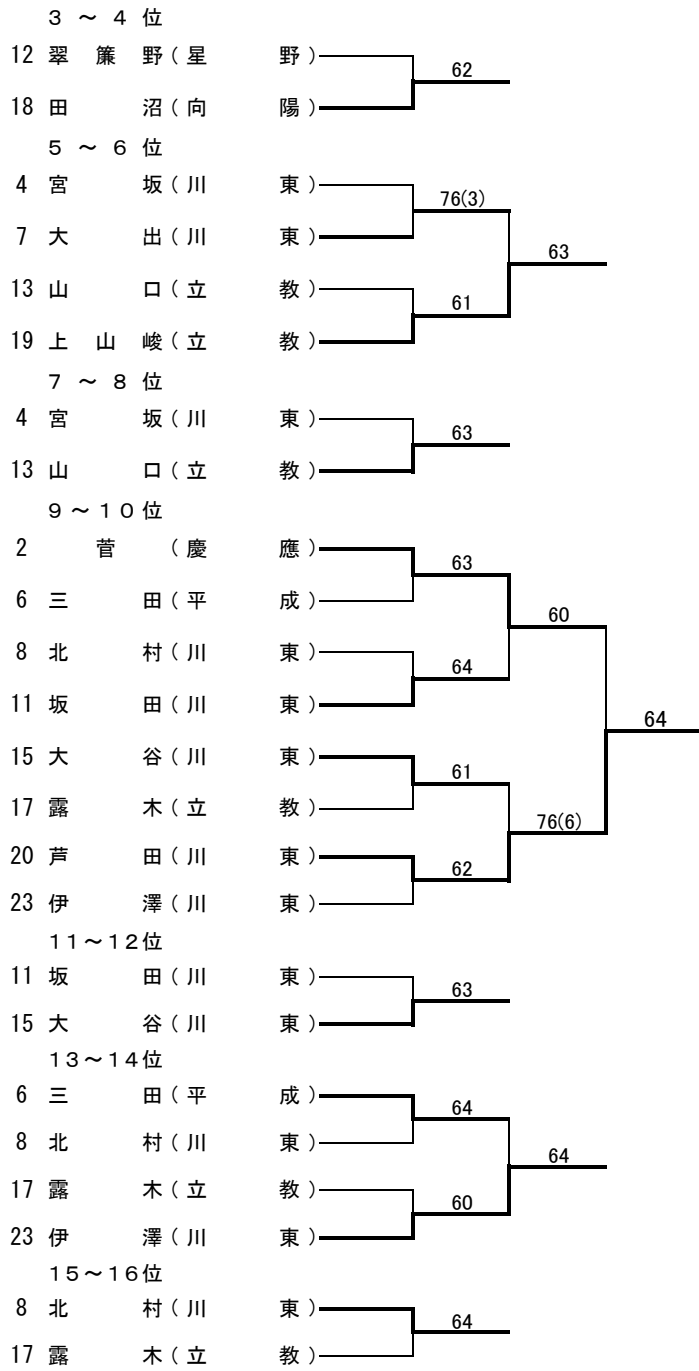 ３～４位
12 翠簾野(星野) 62
18 田沼(向陽)
５～６位
4 宮坂(川東) 76(3)
7 大出(川東) 63
13 山口(立教) 61
19 上山峻(立教)
７～８位
4 宮坂(川東) 63
13 山口(立教)
９～１０位
2 菅(慶應) 63
6 三田(平成) 60
8 北村(川東) 64
11 坂田(川東) 64
15 大谷(川東) 61
17 露木(立教) 76(6)
20 芦田(川東) 62
23 伊澤(川東)
１１～１２位
11 坂田(川東) 63
15 大谷(川東)
１３～１４位
6 三田(平成) 64
8 北村(川東) 64
17 露木(立教) 60
23 伊澤(川東)
１５～１６位
8 北村(川東) 64
17 露木(立教)